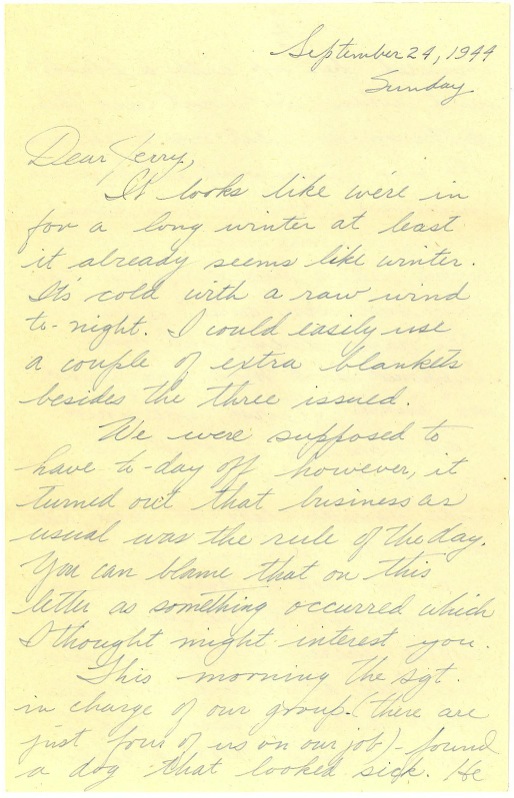 September 24, 1944
Sunday
Dear Jerry,
It looks like we're in
for a long winter at least
it already seems like winter.
It's cold with a raw wind
to-night. I could easily use
a couple of extra blankets
besides the three issued.
We were supposed to
have to-day off however, it
turned out that business as
usual was the rule of the day.
You can blame that on this
letter as something occurred which
I thought might interest you.
This morning the sgt.
in charge of our group-(there are
just four of us on our job)-found
a dog that looked sick. He